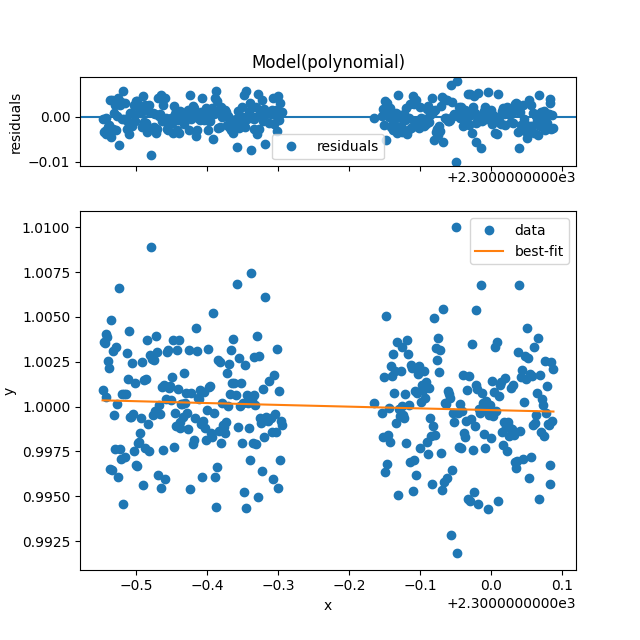 Model(polynomial)
residuals
0.00
−0.01
residuals
+2.3000000000e3
y
1.0100
1.0075
1.0050
1.0025
1.0000
0.9975
0.9950
0.9925
data
best-fit
−0.5 −0.4 −0.3 −0.2 −0.1 0.0 0.1
x
+2.3000000000e3